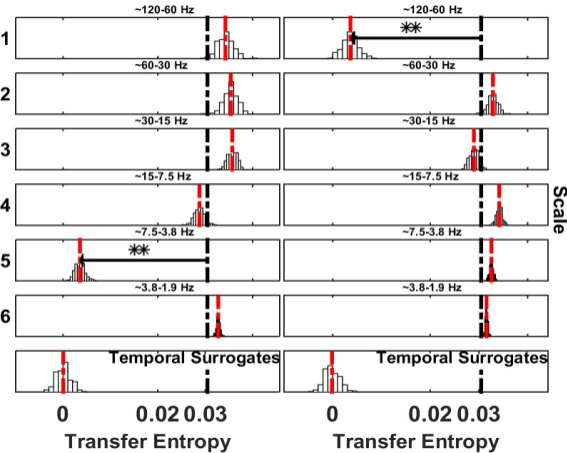 ~120-60 Hz ~120-60 Hz
1 ** **
~60-30 Hz ~60-30 Hz
2
~30-15 Hz ~30-15 Hz
3
~15-7.5 Hz ~15-7.5 Hz
4
Scale
~7.5-3.8 Hz ~7.5-3.8 Hz
5 **
~3.8-1.9 Hz ~3.8-1.9 Hz
6
Temporal Surrogates Temporal Surrogates
0 0.02 0.03 0 0.02 0.03
Transfer Entropy Transfer Entropy